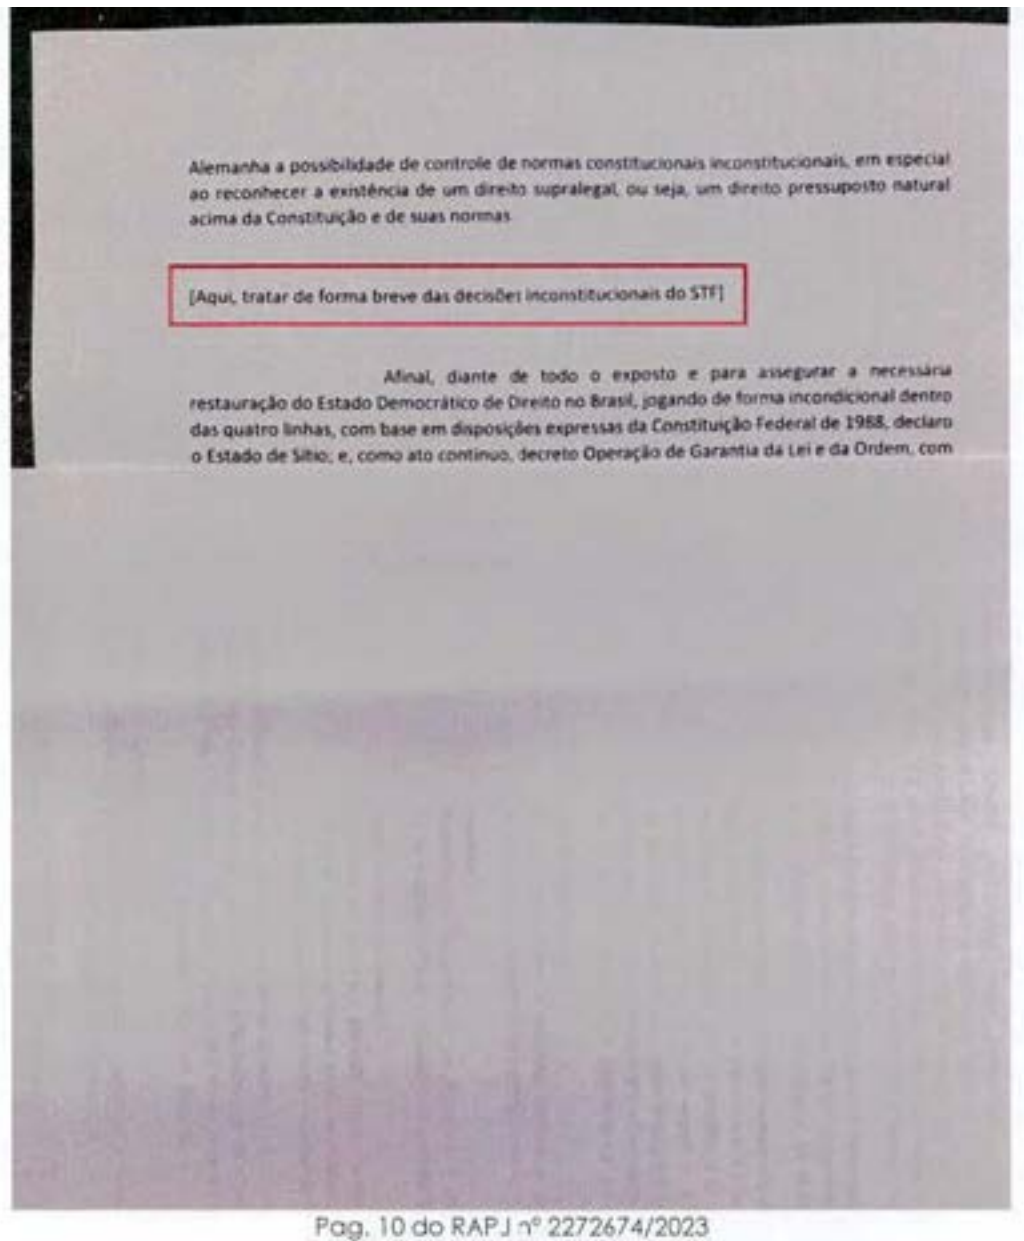 Alemanha a possibilidade de controle de normas constitucionais inconstitucionais, em especial
ao reconhecer a existência de um direito supralegal, ou seja, um direito pressuposto natural
acima da Constituição e de suas normas
[Aqui, tratar de forma breve das decisões inconstitucionais do STF]
Afinal, diante de todo o exposto e para assegurar a necessária
restauração do Estado Democrático de Direito no Brasil, jogando de forma incondicional dentro
das quatro linhas, com base em disposições expressas da Constituição Federal de 1988, declaro
o Estado de Sítio; e, como ato contínuo, decreto Operação de Garantia da Lei e da Ordem, com
Pag. 10 do RAPJ nº 2272674/2023